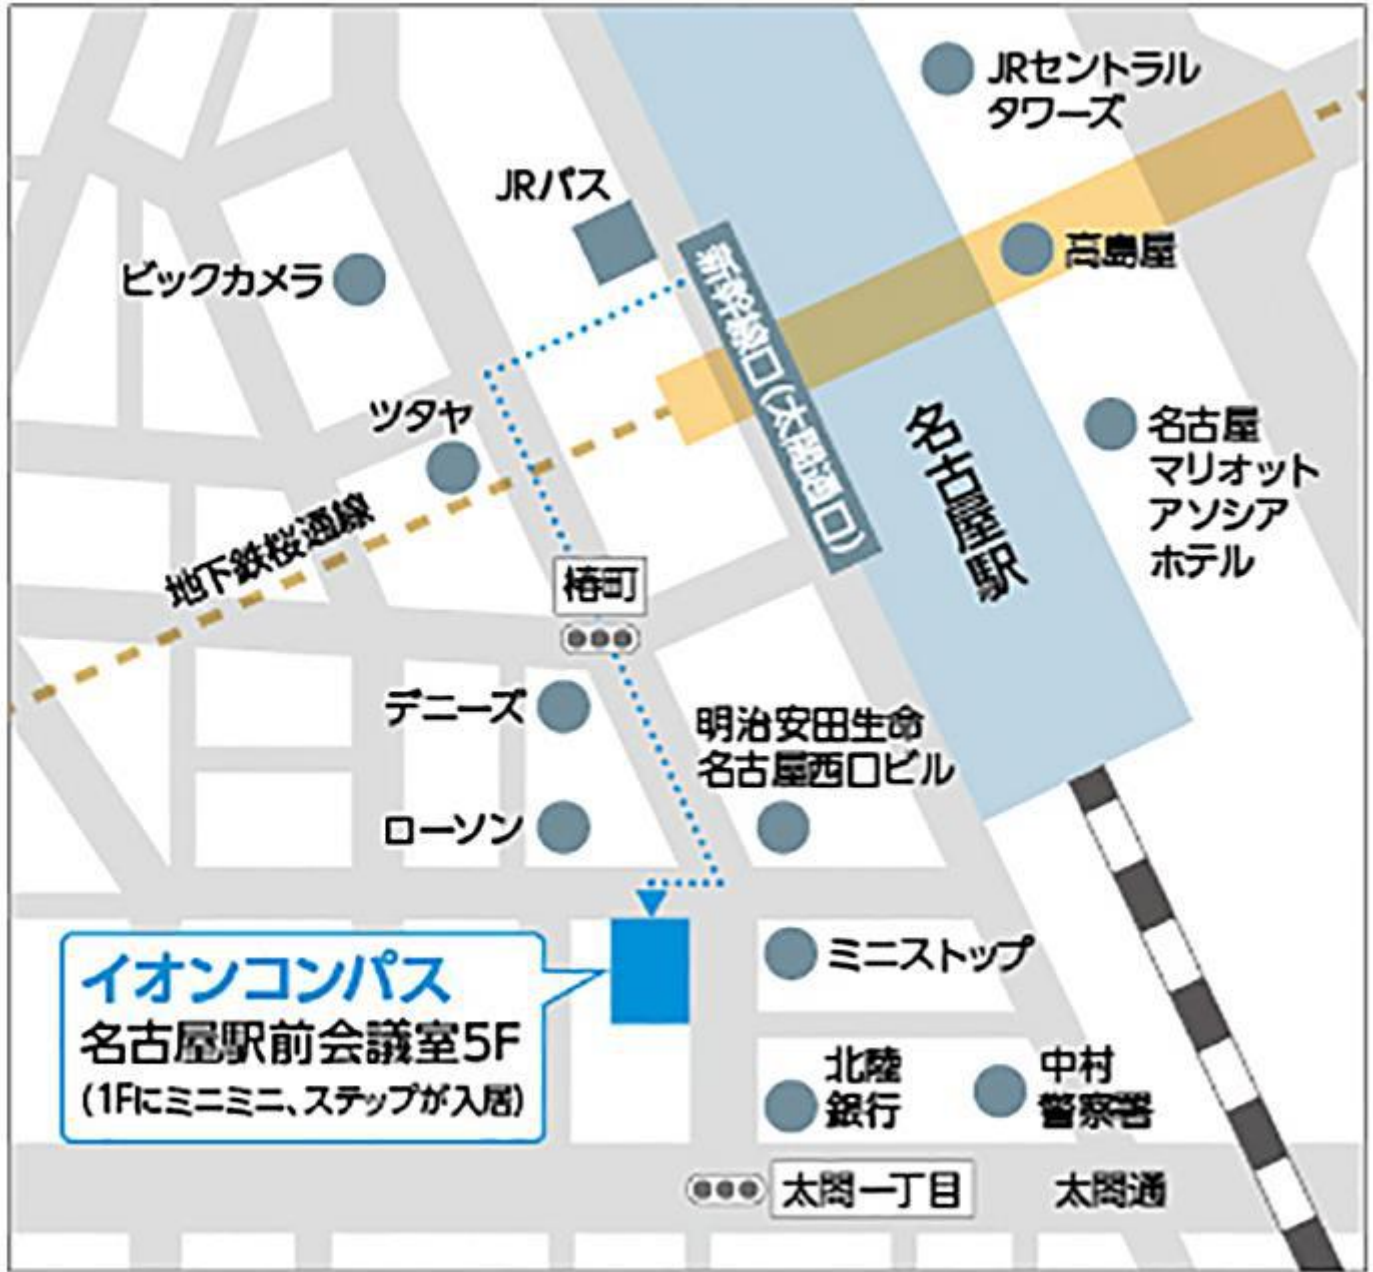 JRセントラル
タワーズ
JRバス
髙島屋
ビックカメラ
新幹線口(太閤通口)
ツタヤ
名古屋駅
名古屋
マリオット
アソシア
ホテル
地下鉄桜通線
椿町
デニーズ
明治安田生命
名古屋西口ビル
ローソン
イオンコンパス
名古屋駅前会議室5F
(1Fにミニミニ、ステップが入居)
ミニストップ
北陸
銀行
中村
警察署
太閤一丁目
太閤通